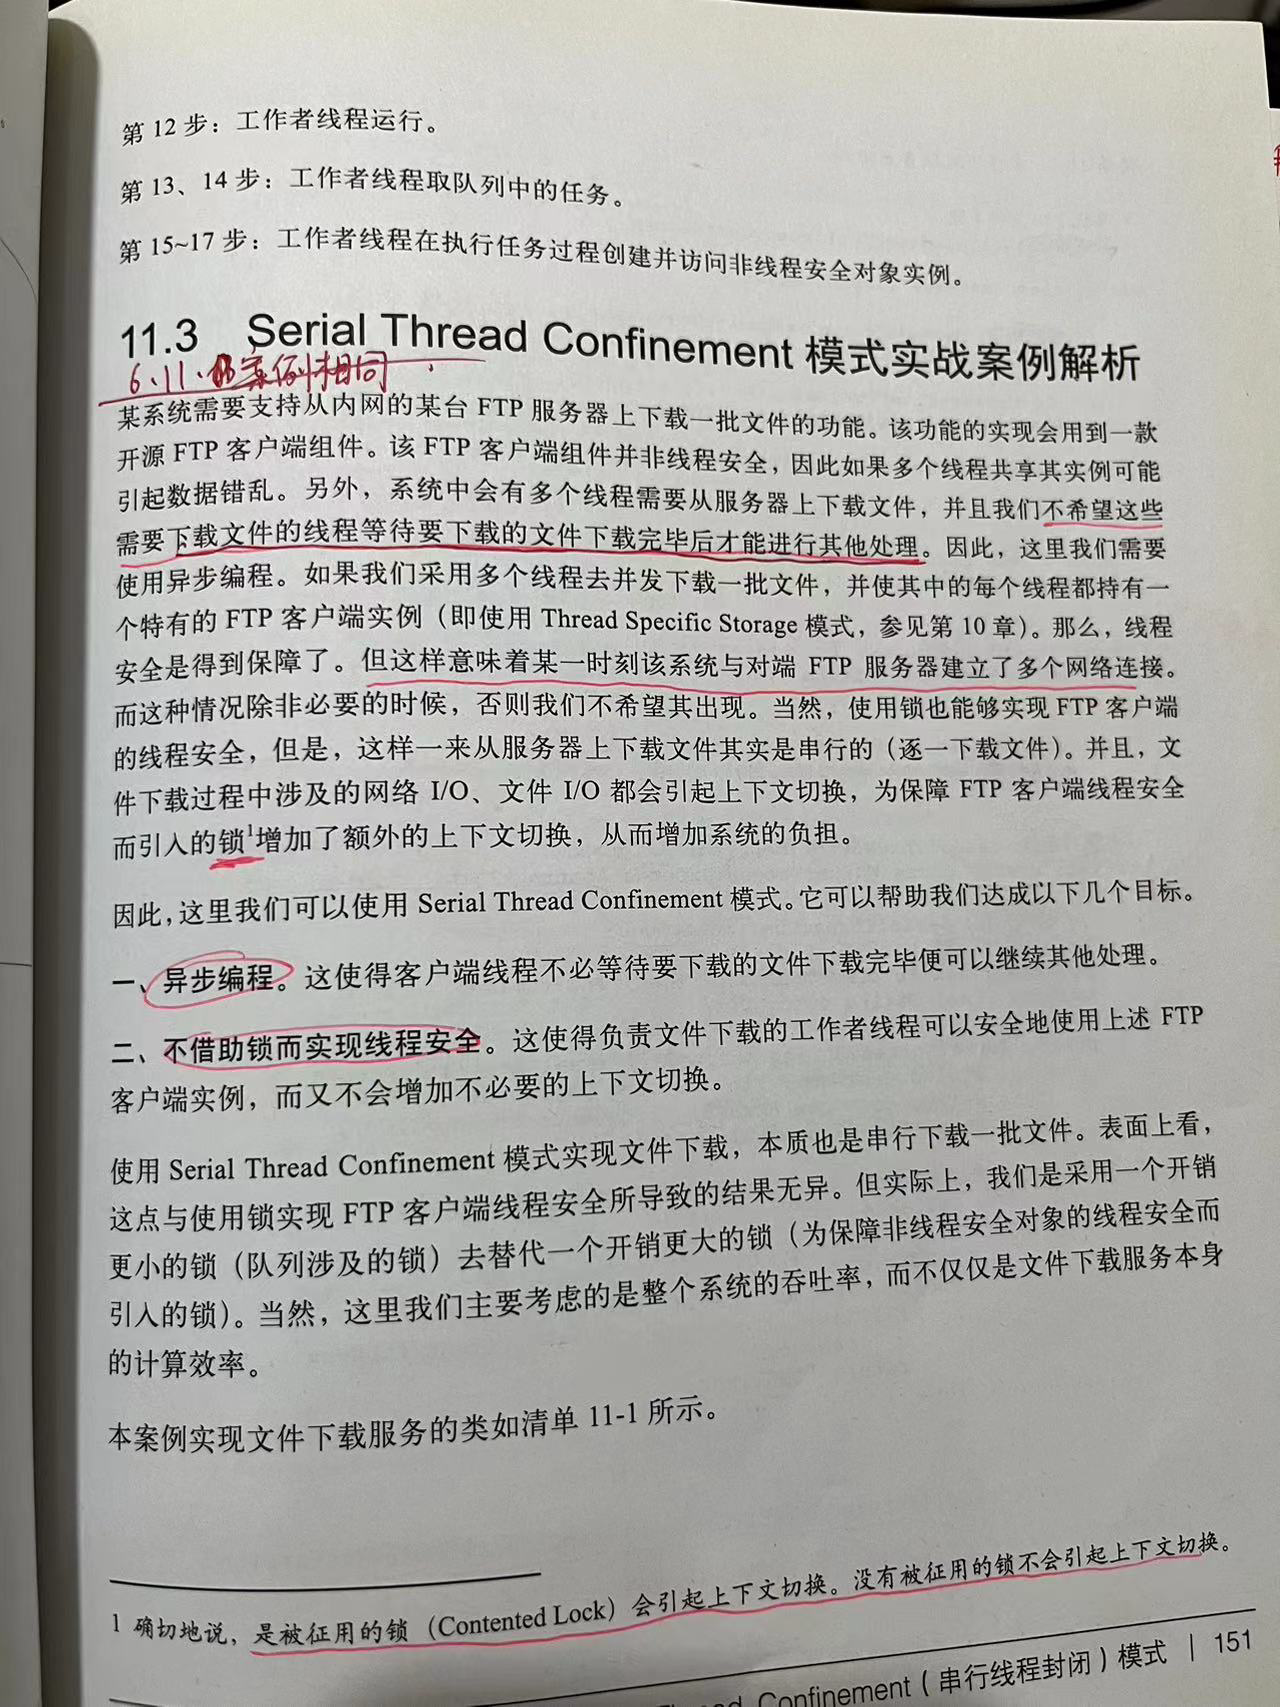 第 12 步：工作者线程运行。
第 13、14 步：工作者线程取队列中的任务。
第 15~17 步：工作者线程在执行任务过程创建并访问非线程安全对象实例。
11.3 Serial Thread Confinement 模式实战案例解析
6.11. 案例相同
某系统需要支持从内网的某台 FTP 服务器上下载一批文件的功能。该功能的实现会用到一款
开源 FTP 客户端组件。该 FTP 客户端组件并非线程安全，因此如果多个线程共享其实例可能
引起数据错乱。另外，系统中会有多个线程需要从服务器上下载文件，并且我们不希望这些
需要下载文件的线程等待要下载的文件下载完毕后才能进行其他处理。因此，这里我们需要
使用异步编程。如果我们采用多个线程去并发下载一批文件，并使其中的每个线程都持有一
个特有的 FTP 客户端实例（即使用 Thread Specific Storage 模式，参见第 10 章）。那么，线程
安全是得到保障了。但这样意味着某一时刻该系统与对端 FTP 服务器建立了多个网络连接。
而这种情况除非必要的时候，否则我们不希望其出现。当然，使用锁也能够实现 FTP 客户端
的线程安全，但是，这样一来从服务器上下载文件其实是串行的（逐一下载文件）。并且，文
件下载过程中涉及的网络 I/O、文件 I/O 都会引起上下文切换，为保障 FTP 客户端线程安全
而引入的锁1增加了额外的上下文切换，从而增加系统的负担。
因此，这里我们可以使用 Serial Thread Confinement 模式。它可以帮助我们达成以下几个目标。
一、异步编程。这使得客户端线程不必等待要下载的文件下载完毕便可以继续其他处理。
二、不借助锁而实现线程安全。这使得负责文件下载的工作者线程可以安全地使用上述 FTP
客户端实例，而又不会增加不必要的上下文切换。
使用 Serial Thread Confinement 模式实现文件下载，本质也是串行下载一批文件。表面上看，
这点与使用锁实现 FTP 客户端线程安全所导致的结果无异。但实际上，我们是采用一个开销
更小的锁（队列涉及的锁）去替代一个开销更大的锁（为保障非线程安全对象的线程安全而
引入的锁）。当然，这里我们主要考虑的是整个系统的吞吐率，而不仅仅是文件下载服务本身
的计算效率。
本案例实现文件下载服务的类如清单 11-1 所示。
1 确切地说，是被征用的锁（Contented Lock）会引起上下文切换。没有被征用的锁不会引起上下文切换。
Thread Confinement（串行线程封闭）模式 | 151